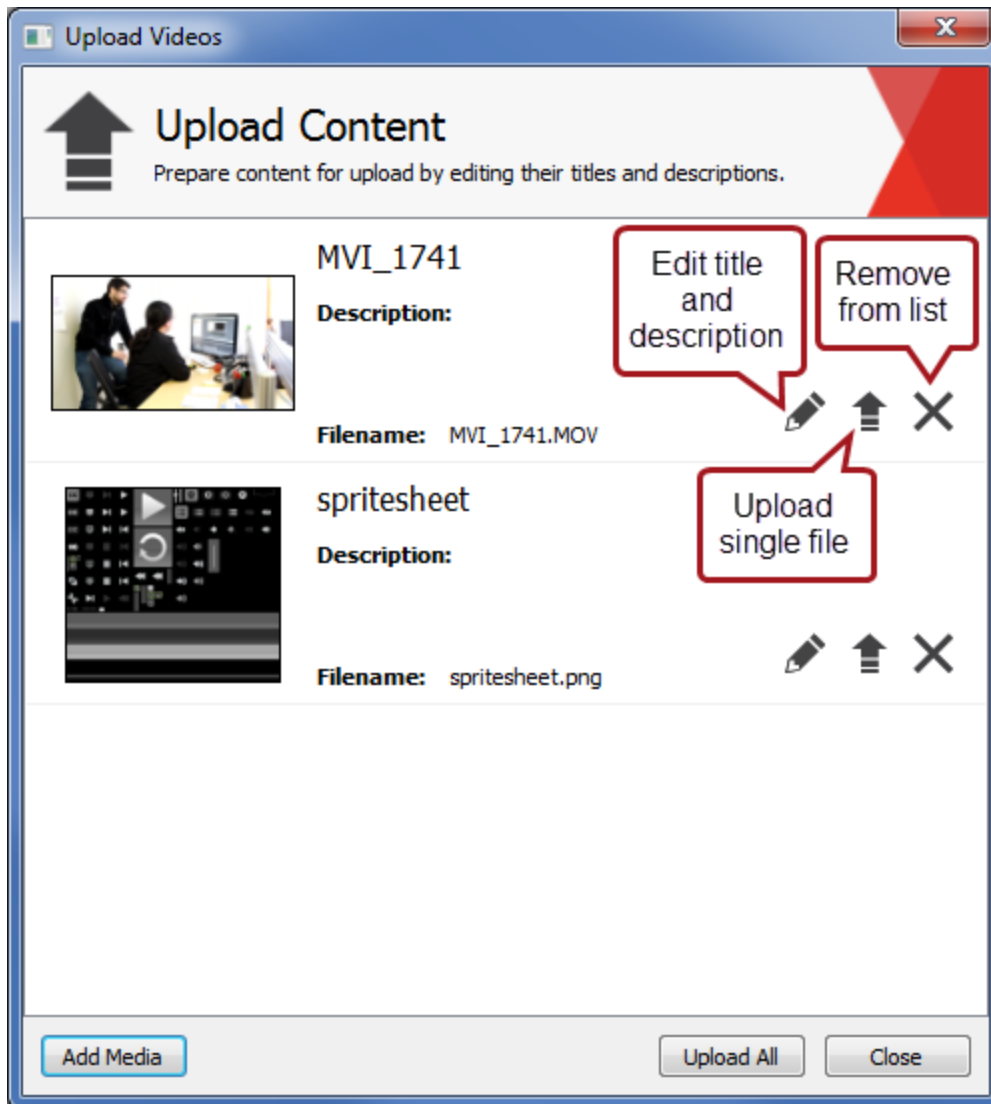 Upload Videos
Upload Content
Prepare content for upload by editing their titles and descriptions.
MVI_1741
Description:
Filename: MVI_1741.MOV
Edit title
and
description
Remove
from list
Upload
single file
spritesheet
Description:
Filename: spritesheet.png
Add Media
Upload All
Close